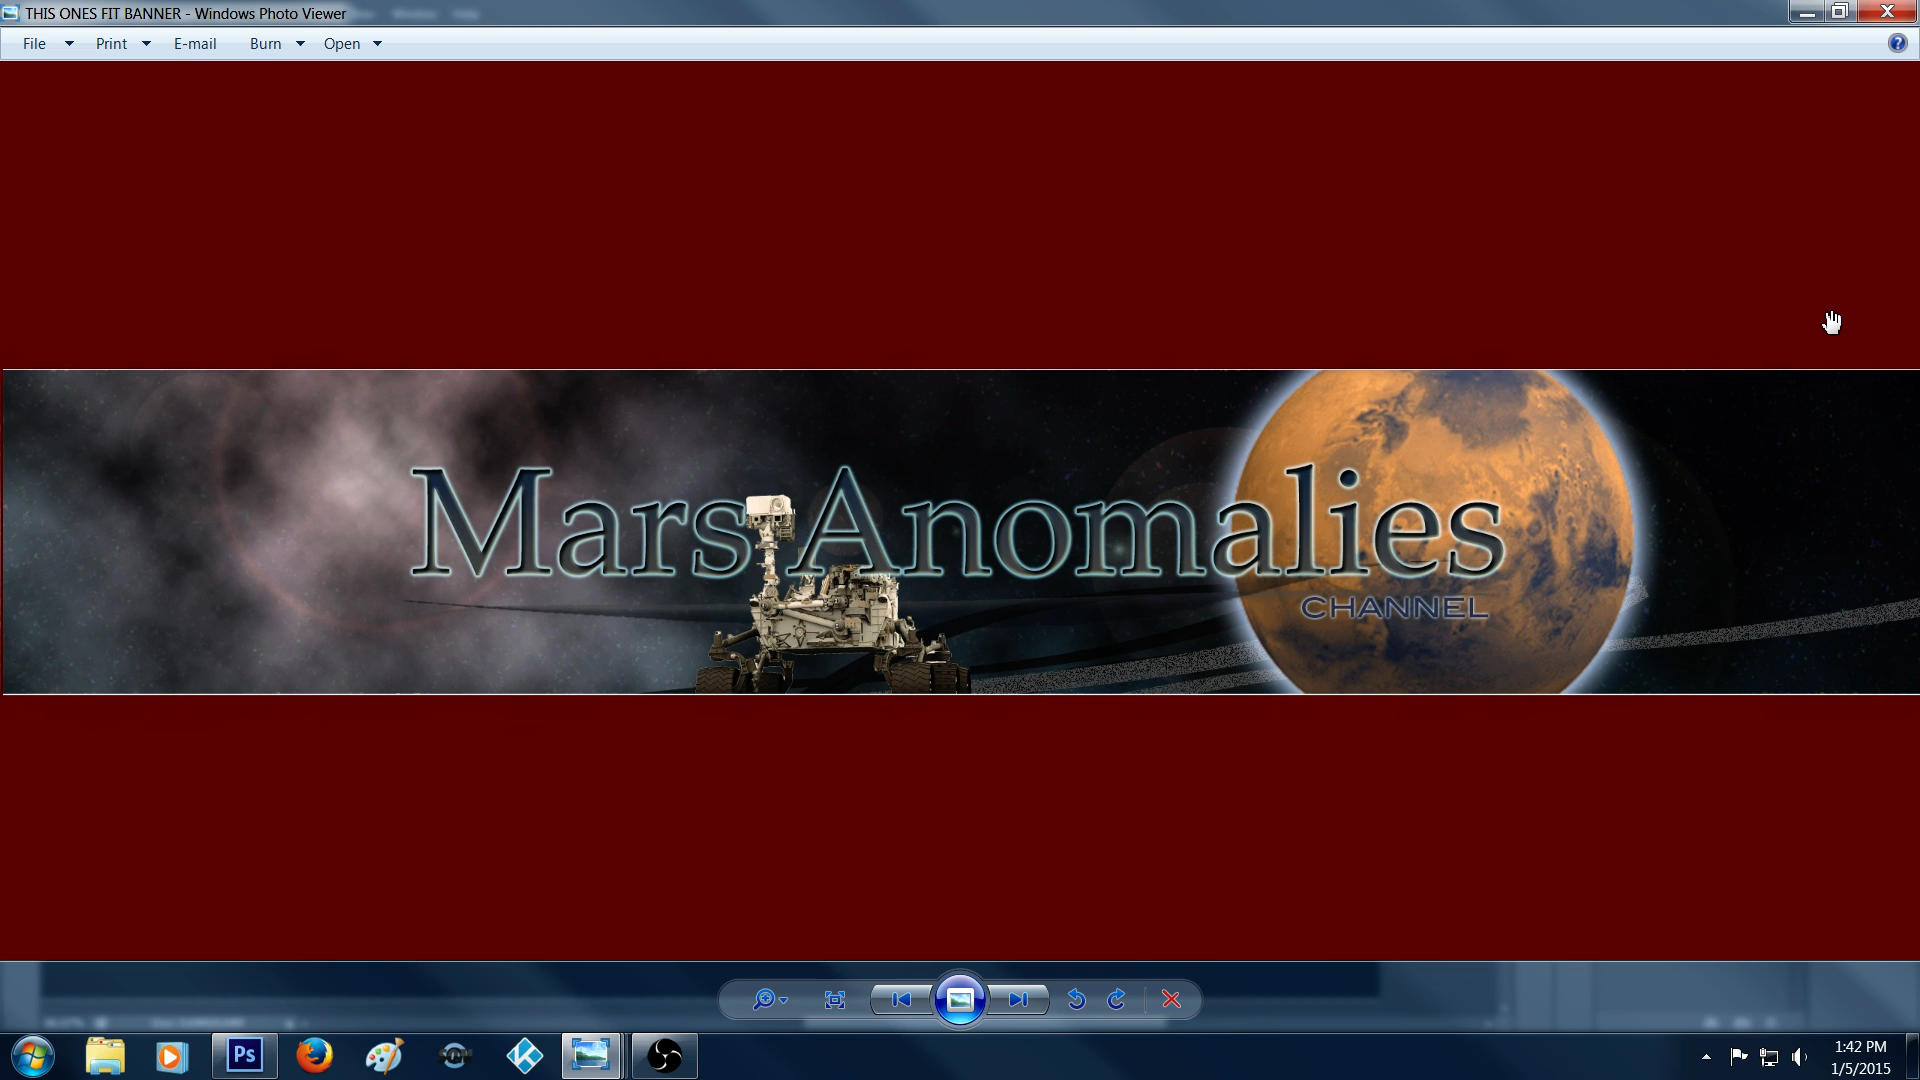 THIS ONES FIT BANNER - Windows Photo Viewer
File Print E-mail Burn Open
Mars Anomalies
CHANNEL
Ps
1:42 PM
1/5/2015